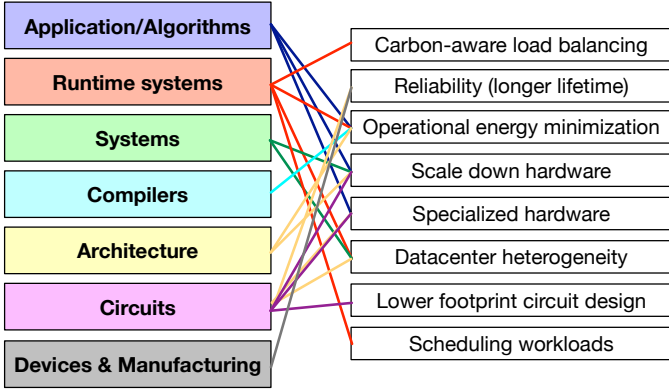 Application/Algorithms
Runtime systems
Systems
Compilers
Architecture
Circuits
Devices & Manufacturing
Carbon-aware load balancing
Reliability (longer lifetime)
Operational energy minimization
Scale down hardware
Specialized hardware
Datacenter heterogeneity
Lower footprint circuit design
Scheduling workloads